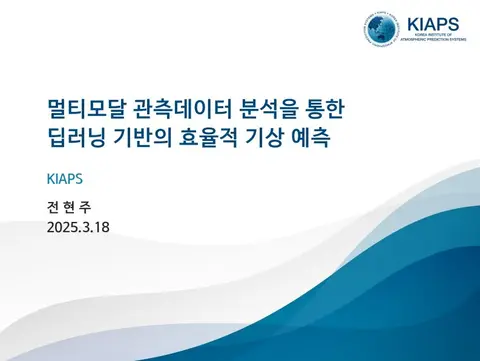 KIAPS
KOREA INSTITUTE OF
ATMOSPHERIC PREDICTION SYSTEMS
멀티모달 관측데이터 분석을 통한
딥러닝 기반의 효율적 기상 예측
KIAPS
전 현 주
2025.3.18